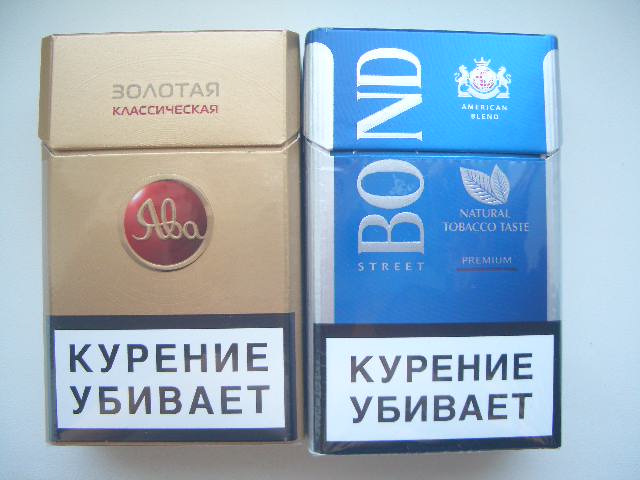 ЗОЛОТАЯ
КЛАССИЧЕСКАЯ
Ява
КУРЕНИЕ
УБИВАЕТ
BOND
STREET
AMERICAN
BLEND
NATURAL
TOBACCO TASTE
PREMIUM
КУРЕНИЕ
УБИВАЕТ